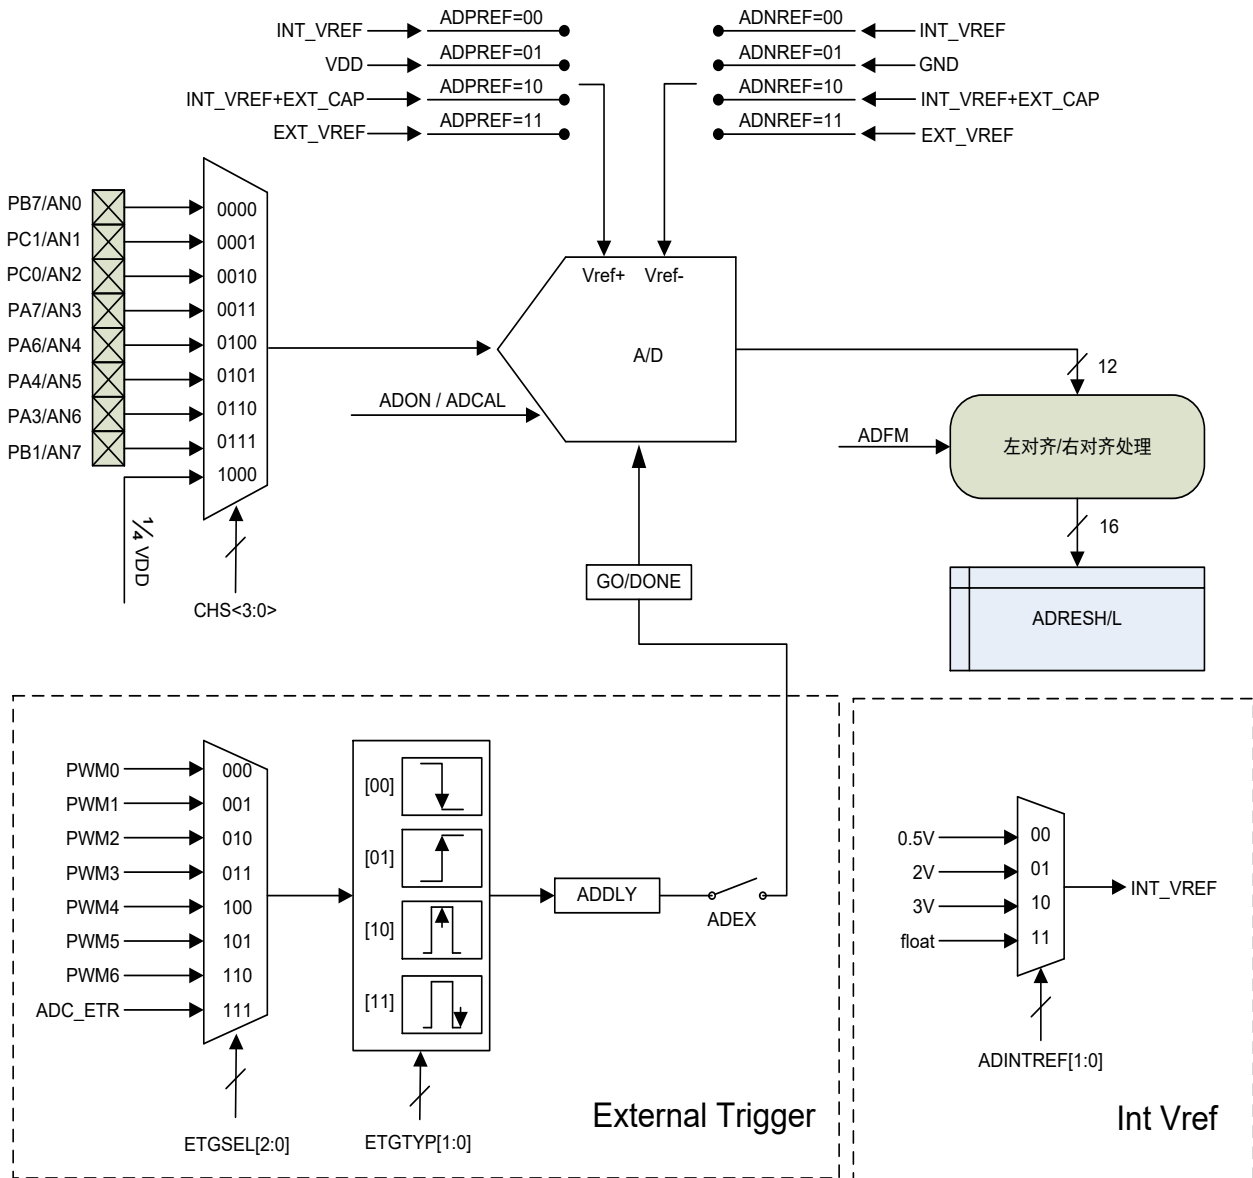 INT_VREF
ADPREF=00
VDD
ADPREF=01
INT_VREF+EXT_CAP
ADPREF=10
EXT_VREF
ADPREF=11
ADNREF=00
INT_VREF
ADNREF=01
GND
ADNREF=10
INT_VREF+EXT_CAP
ADNREF=11
EXT_VREF
PB7/AN0
PC1/AN1
PC0/AN2
PA7/AN3
PA6/AN4
PA4/AN5
PA3/AN6
PB1/AN7
¼ VDD
0000
0001
0010
0011
0100
0101
0110
0111
1000
CHS<3:0>
Vref+
Vref-
A/D
ADON / ADCAL
GO/DONE
12
ADFM
左对齐/右对齐处理
16
ADRESH/L
PWM0
PWM1
PWM2
PWM3
PWM4
PWM5
PWM6
ADC_ETR
000
001
010
011
100
101
110
111
ETGSEL[2:0]
[00]
[01]
[10]
[11]
ETGTYP[1:0]
ADDLY
ADEX
External Trigger
0.5V
2V
3V
float
00
01
10
11
INT_VREF
ADINTREF[1:0]
Int Vref